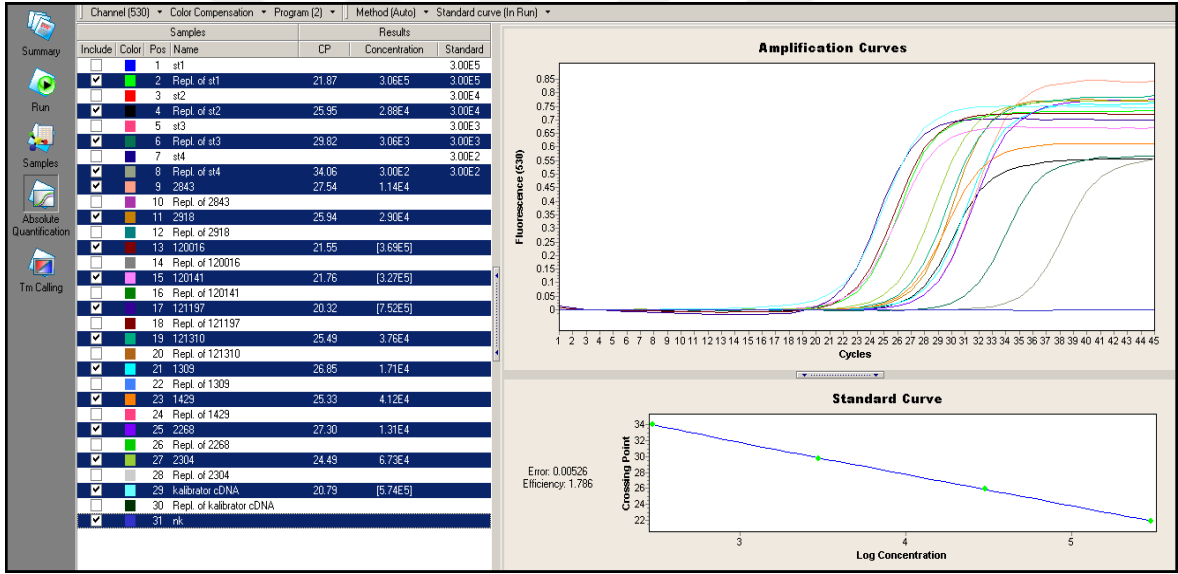 Channel (530) Color Compensation Program (2) Method (Auto) Standard curve (In Run)
Summary
Run
Samples
Absolute
Quantification
Tm Calling
Samples Results
Include Color Pos Name CP Concentration Standard
1 st1 3.00E5
2 Repl. of st1 21.87 3.06E5 3.00E5
3 st2 3.00E4
4 Repl. of st2 25.95 2.88E4 3.00E4
5 st3 3.00E3
6 Repl. of st3 29.82 3.06E3 3.00E3
7 st4 3.00E2
8 Repl. of st4 34.06 3.00E2 3.00E2
9 2843 27.54 1.14E4
10 Repl. of 2843
11 2918 25.94 2.90E4
12 Repl. of 2918
13 120016 21.55 [3.69E5]
14 Repl. of 120016
15 120141 21.76 [3.27E5]
16 Repl. of 120141
17 121197 20.32 [7.52E5]
18 Repl. of 121197
19 121310 25.49 3.76E4
20 Repl. of 121310
21 1309 26.85 1.71E4
22 Repl. of 1309
23 1429 25.33 4.12E4
24 Repl. of 1429
25 2268 27.30 1.31E4
26 Repl. of 2268
27 2304 24.49 6.73E4
28 Repl. of 2304
29 kalibrator cDNA 20.79 [5.74E5]
30 Repl. of kalibrator cDNA
31 nk
Amplification Curves
Fluorescence (530)
0.85
0.8
0.75
0.7
0.65
0.6
0.55
0.5
0.45
0.4
0.35
0.3
0.25
0.2
0.15
0.1
0.05
0
1 2 3 4 5 6 7 8 9 10 11 12 13 14 15 16 17 18 19 20 21 22 23 24 25 26 27 28 29 30 31 32 33 34 35 36 37 38 39 40 41 42 43 44 45
Cycles
Standard Curve
Error: 0.00526
Efficiency: 1.786
Crossing Point
34
32
30
28
26
24
22
3 4 5
Log Concentration